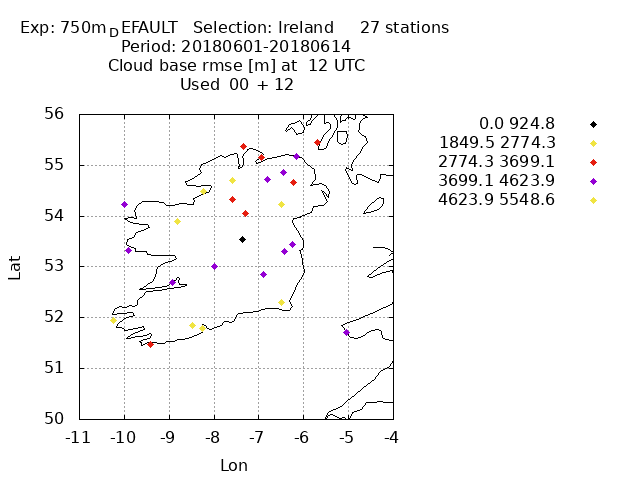 Exp: 750m DEFAULT Selection: Ireland 27 stations
Period: 20180601-20180614
Cloud base rmse [m] at 12 UTC
Used 00 + 12
0.0 924.8
1849.5 2774.3
2774.3 3699.1
3699.1 4623.9
4623.9 5548.6
56
55
54
53
52
51
50
Lat
-11 -10 -9 -8 -7 -6 -5 -4
Lon